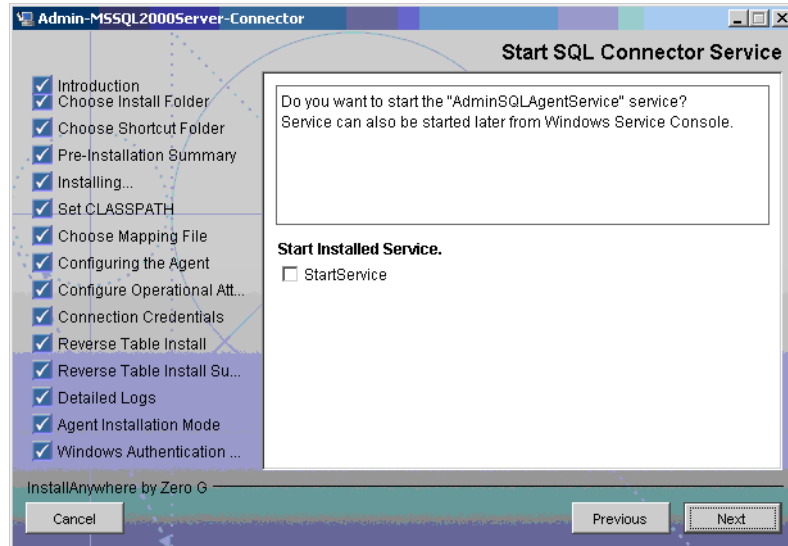 Admin-MSSQL2000Server-Connector
Start SQL Connector Service
Introduction
Choose Install Folder
Choose Shortcut Folder
Pre-Installation Summary
Installing...
Set CLASSPATH
Choose Mapping File
Configuring the Agent
Configure Operational Att...
Connection Credentials
Reverse Table Install
Reverse Table Install Su...
Detailed Logs
Agent Installation Mode
Windows Authentication ...
Do you want to start the "AdminSQLAgentService" service?
Service can also be started later from Windows Service Console.
Start Installed Service.
StartService
InstallAnywhere by Zero G
Cancel
Previous
Next